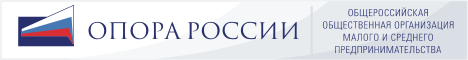 ОПОРА РОССИИ
ОБЩЕРОССИЙСКАЯ
ОБЩЕСТВЕННАЯ ОРГАНИЗАЦИЯ
МАЛОГО И СРЕДНЕГО
ПРЕДПРИНИМАТЕЛЬСТВА